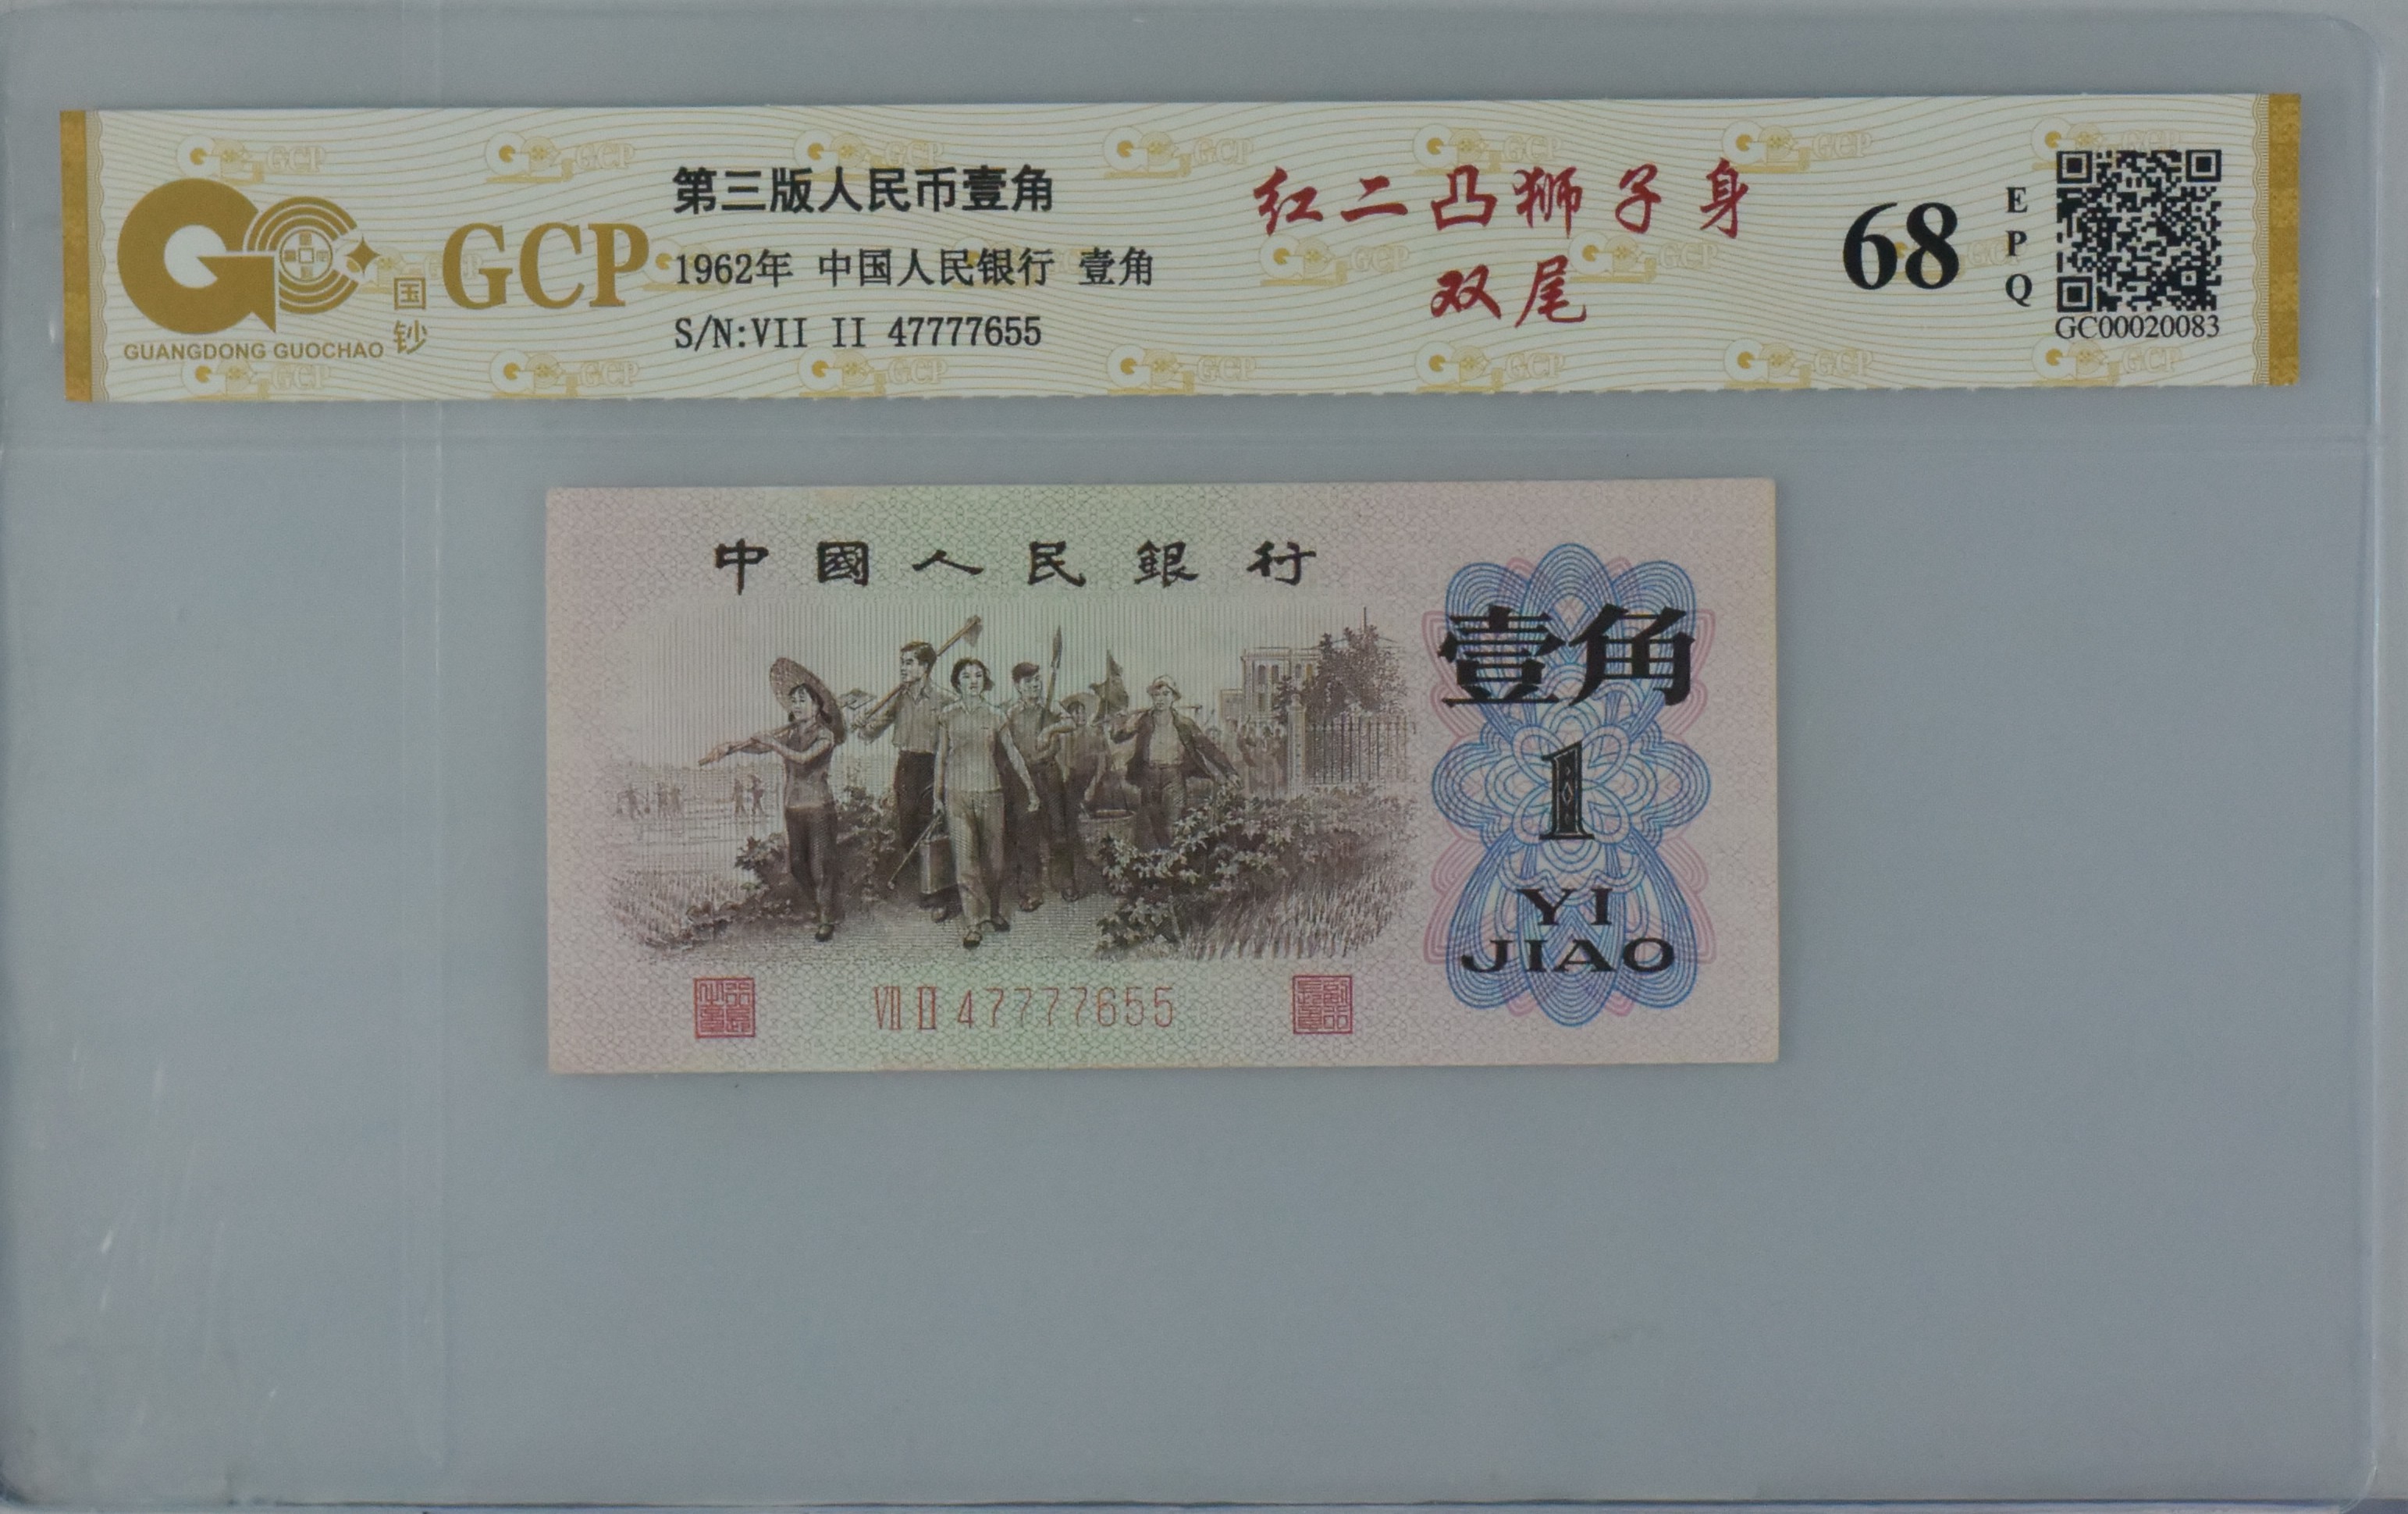 GCP
国钞
GUANGDONG GUOCHAO
第三版人民币壹角
1962年 中国人民银行 壹角
S/N:VII II 47777655
红二凸狮子身
双尾
68
EPQ
GC00020083
中國人民銀行
壹角
1
YI
JIAO
VII II 47777655